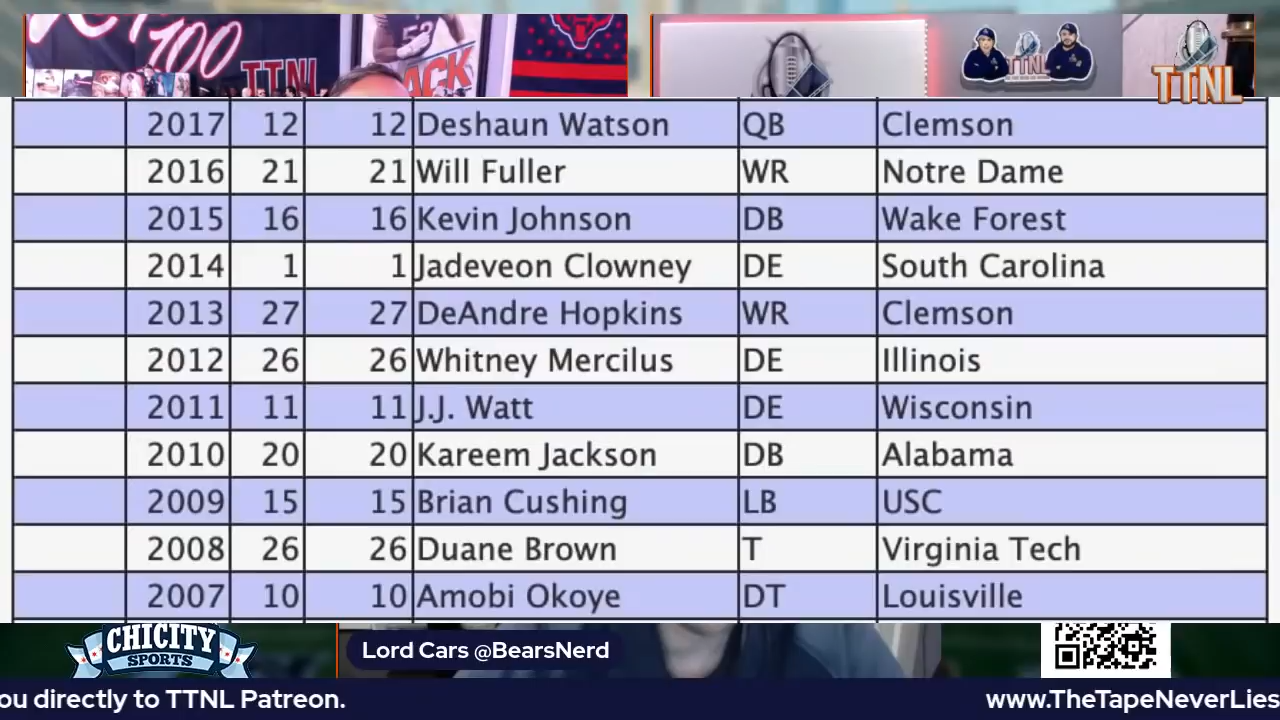 100
TTNL
ACK
TTNL
TTNL
2017 12 12 Deshaun Watson QB Clemson
2016 21 21 Will Fuller WR Notre Dame
2015 16 16 Kevin Johnson DB Wake Forest
2014 1 1 Jadeveon Clowney DE South Carolina
2013 27 27 DeAndre Hopkins WR Clemson
2012 26 26 Whitney Mercilus DE Illinois
2011 11 11 J.J. Watt DE Wisconsin
2010 20 20 Kareem Jackson DB Alabama
2009 15 15 Brian Cushing LB USC
2008 26 26 Duane Brown T Virginia Tech
2007 10 10 Amobi Okoye DT Louisville
CHICITY
SPORTS
Lord Cars @BearsNerd
ou directly to TTNL Patreon. www.TheTapeNeverLies